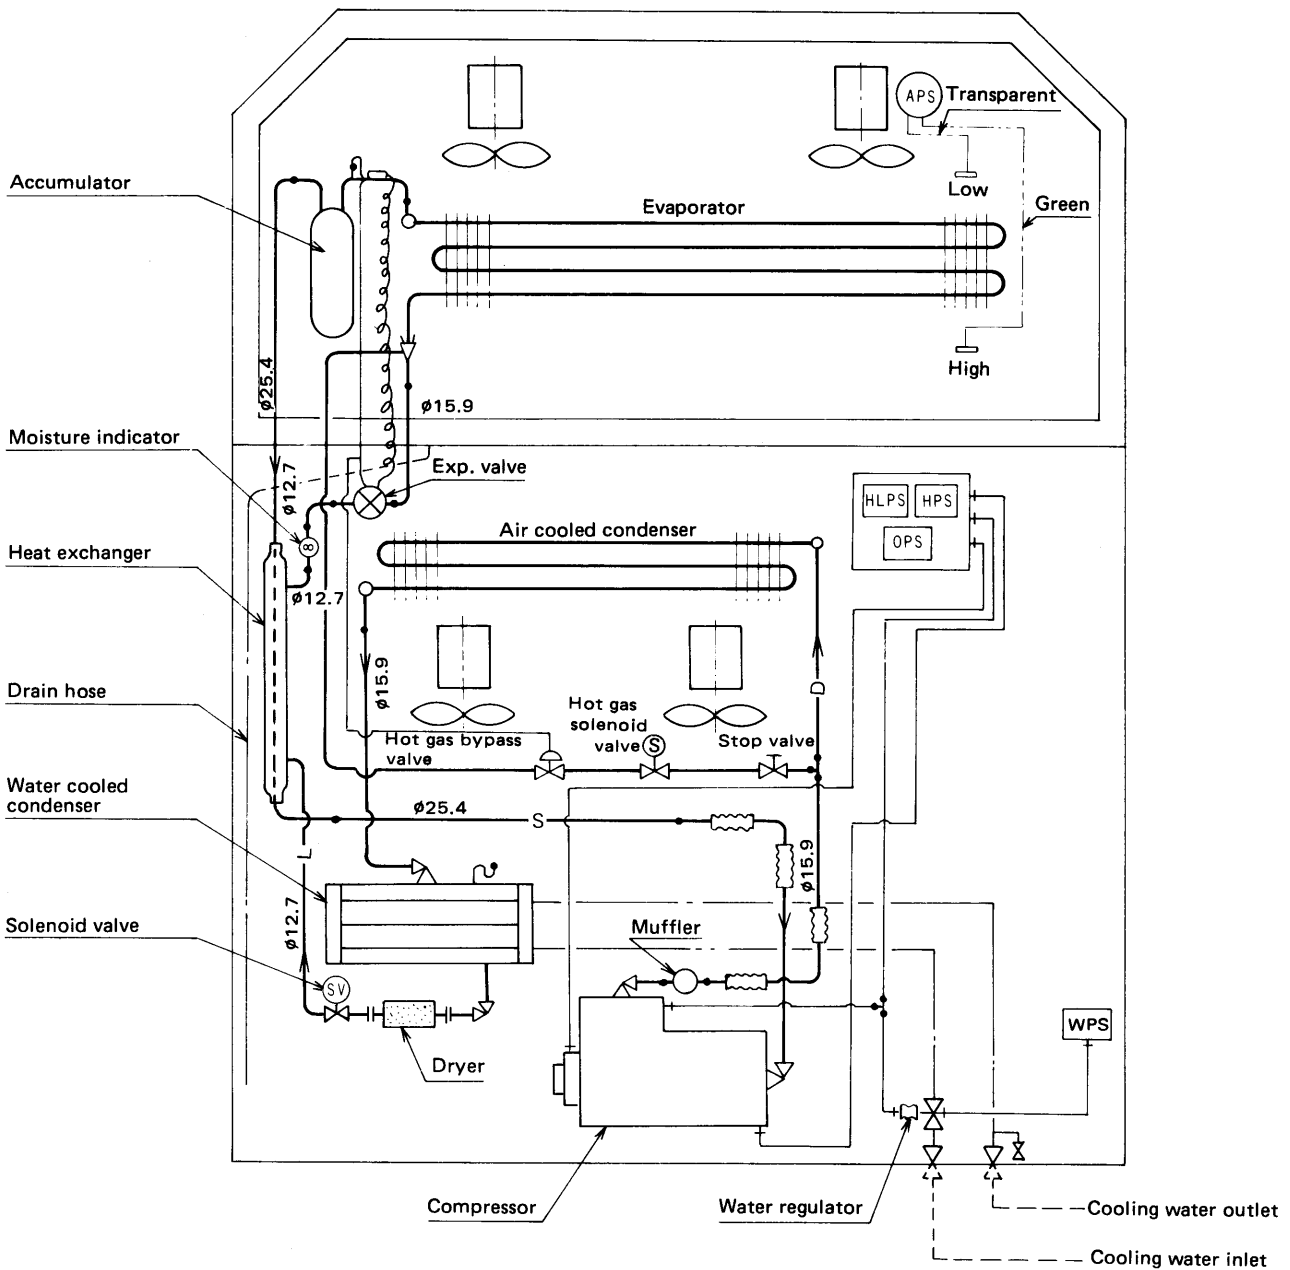 APS
Transparent
Low
Green
Accumulator
Evaporator
High
ø25.4
ø15.9
Moisture indicator
Exp. valve
ø12.7
HLPS
HPS
OPS
Air cooled condenser
Heat exchanger
ø12.7
Drain hose
ø15.9
D
Hot gas
solenoid
valve
S
Stop valve
Hot gas bypass
valve
Water cooled
condenser
ø25.4
S
L
ø15.9
Solenoid valve
ø12.7
Muffler
SV
WPS
Dryer
Compressor
Water regulator
Cooling water outlet
Cooling water inlet